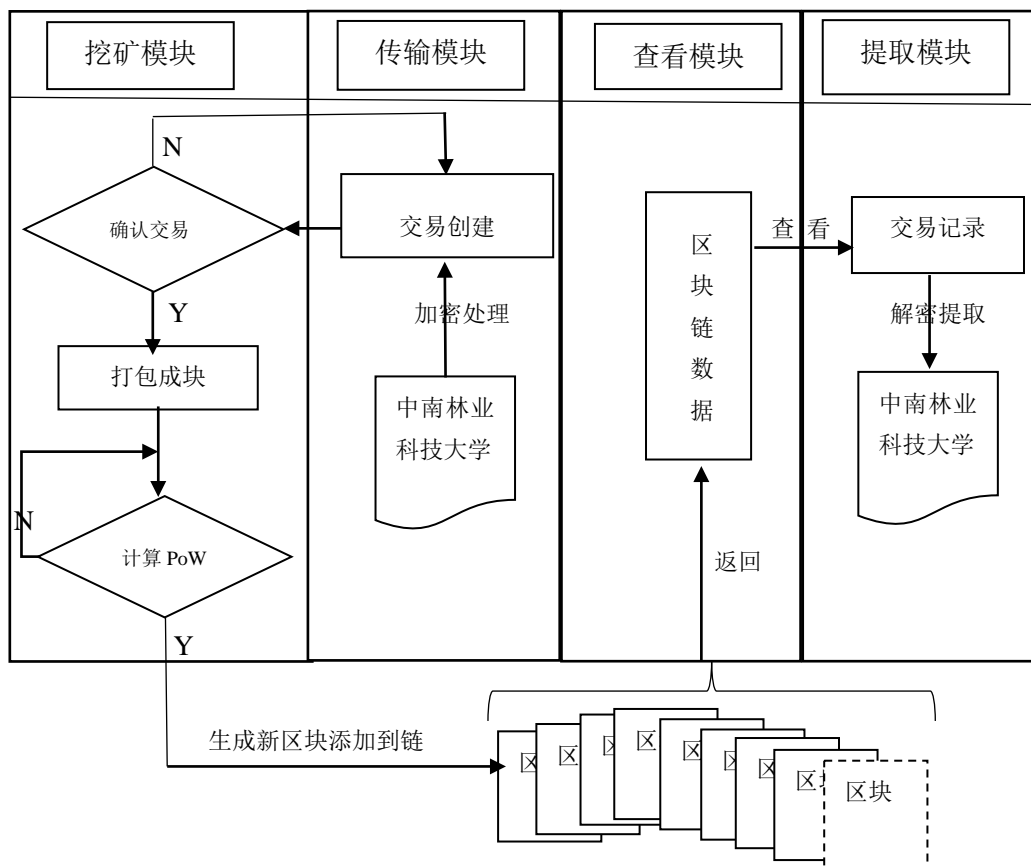 挖矿模块
传输模块
查看模块
提取模块
N
确认交易
交易创建
区
块
链
数
据
查 看
交易记录
Y
加密处理
解密提取
打包成块
中南林业
科技大学
中南林业
科技大学
N
计算 PoW
返回
Y
生成新区块添加到链
区
区
区
区
区
区
区
区
区块